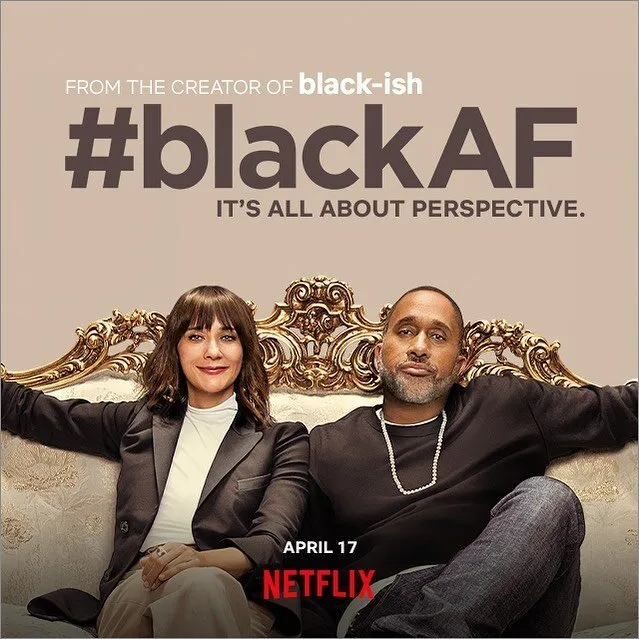 FROM THE CREATOR OF black-ish
#blackAF
IT'S ALL ABOUT PERSPECTIVE.
APRIL 17
NETFLIX